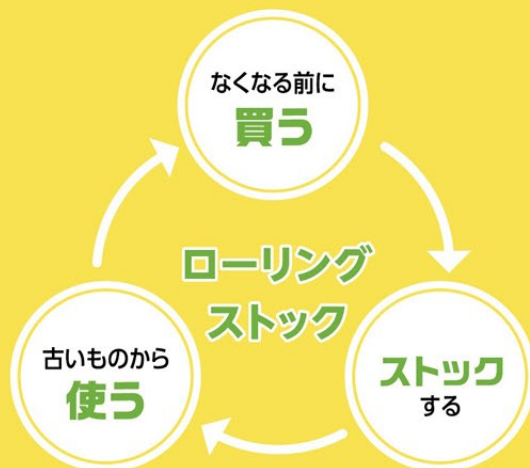 なくなる前に
買う
ローリング
ストック
古いものから
使う
ストック
する